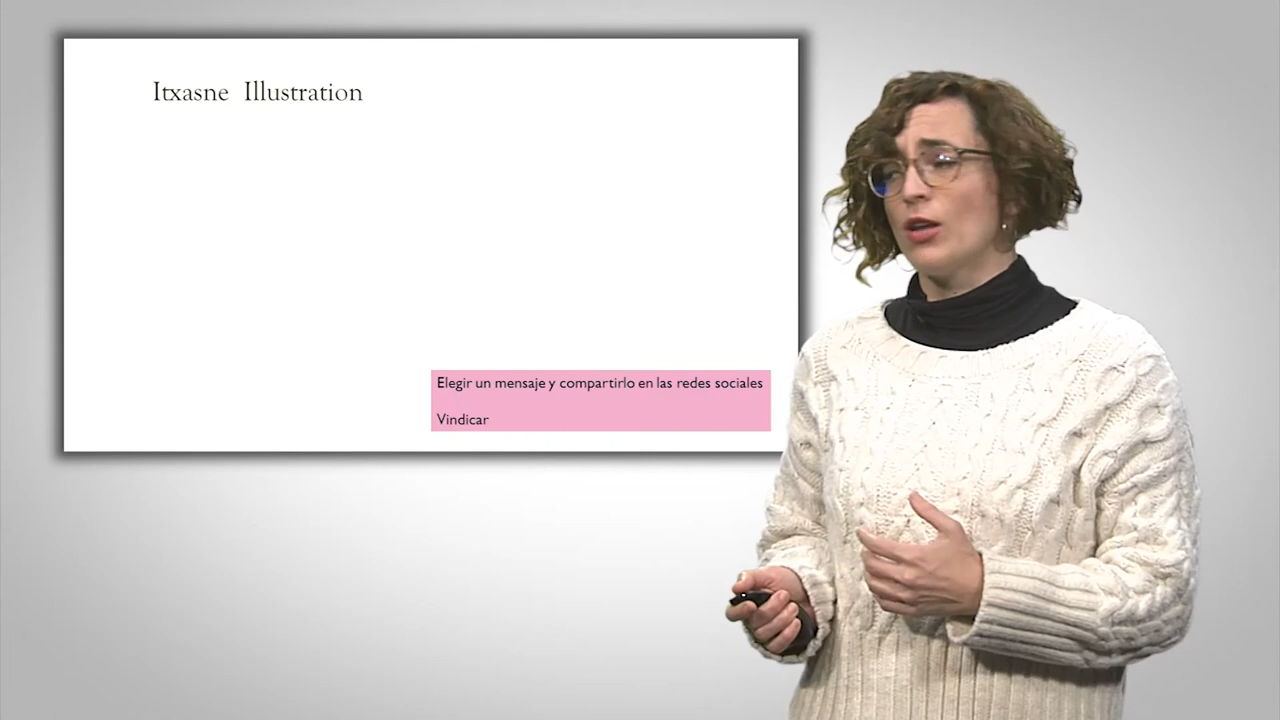 Itxasne Illustration
Elegir un mensaje y compartirlo en las redes sociales
Vindicar